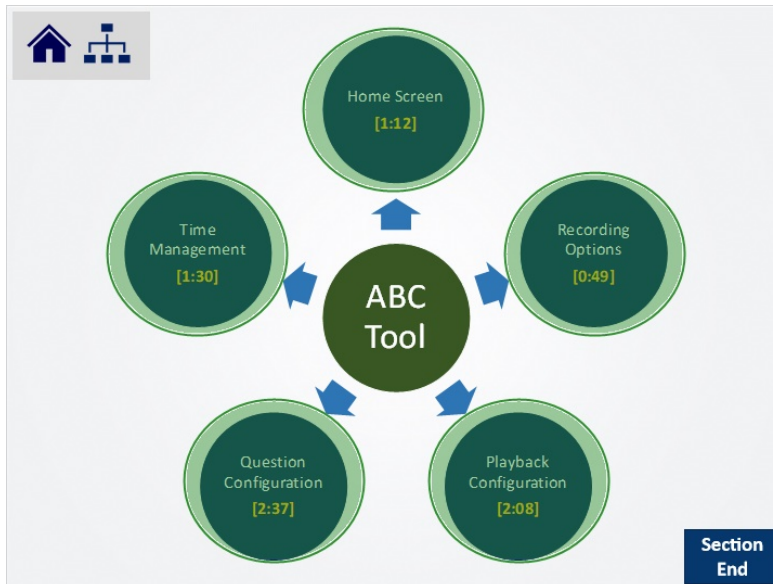 Home Screen
[1:12]
Time
Management
[1:30]
Recording
Options
[0:49]
ABC
Tool
Question
Configuration
[2:37]
Playback
Configuration
[2:08]
Section
End